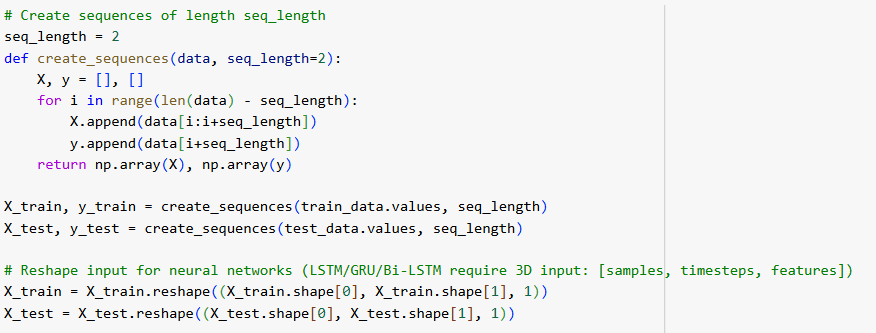 # Create sequences of length seq_length
seq_length = 2
def create_sequences(data, seq_length=2):
    X, y = [], []
    for i in range(len(data) - seq_length):
        X.append(data[i:i+seq_length])
        y.append(data[i+seq_length])
    return np.array(X), np.array(y)

X_train, y_train = create_sequences(train_data.values, seq_length)
X_test, y_test = create_sequences(test_data.values, seq_length)

# Reshape input for neural networks (LSTM/GRU/Bi-LSTM require 3D input: [samples, timesteps, features])
X_train = X_train.reshape((X_train.shape[0], X_train.shape[1], 1))
X_test = X_test.reshape((X_test.shape[0], X_test.shape[1], 1))